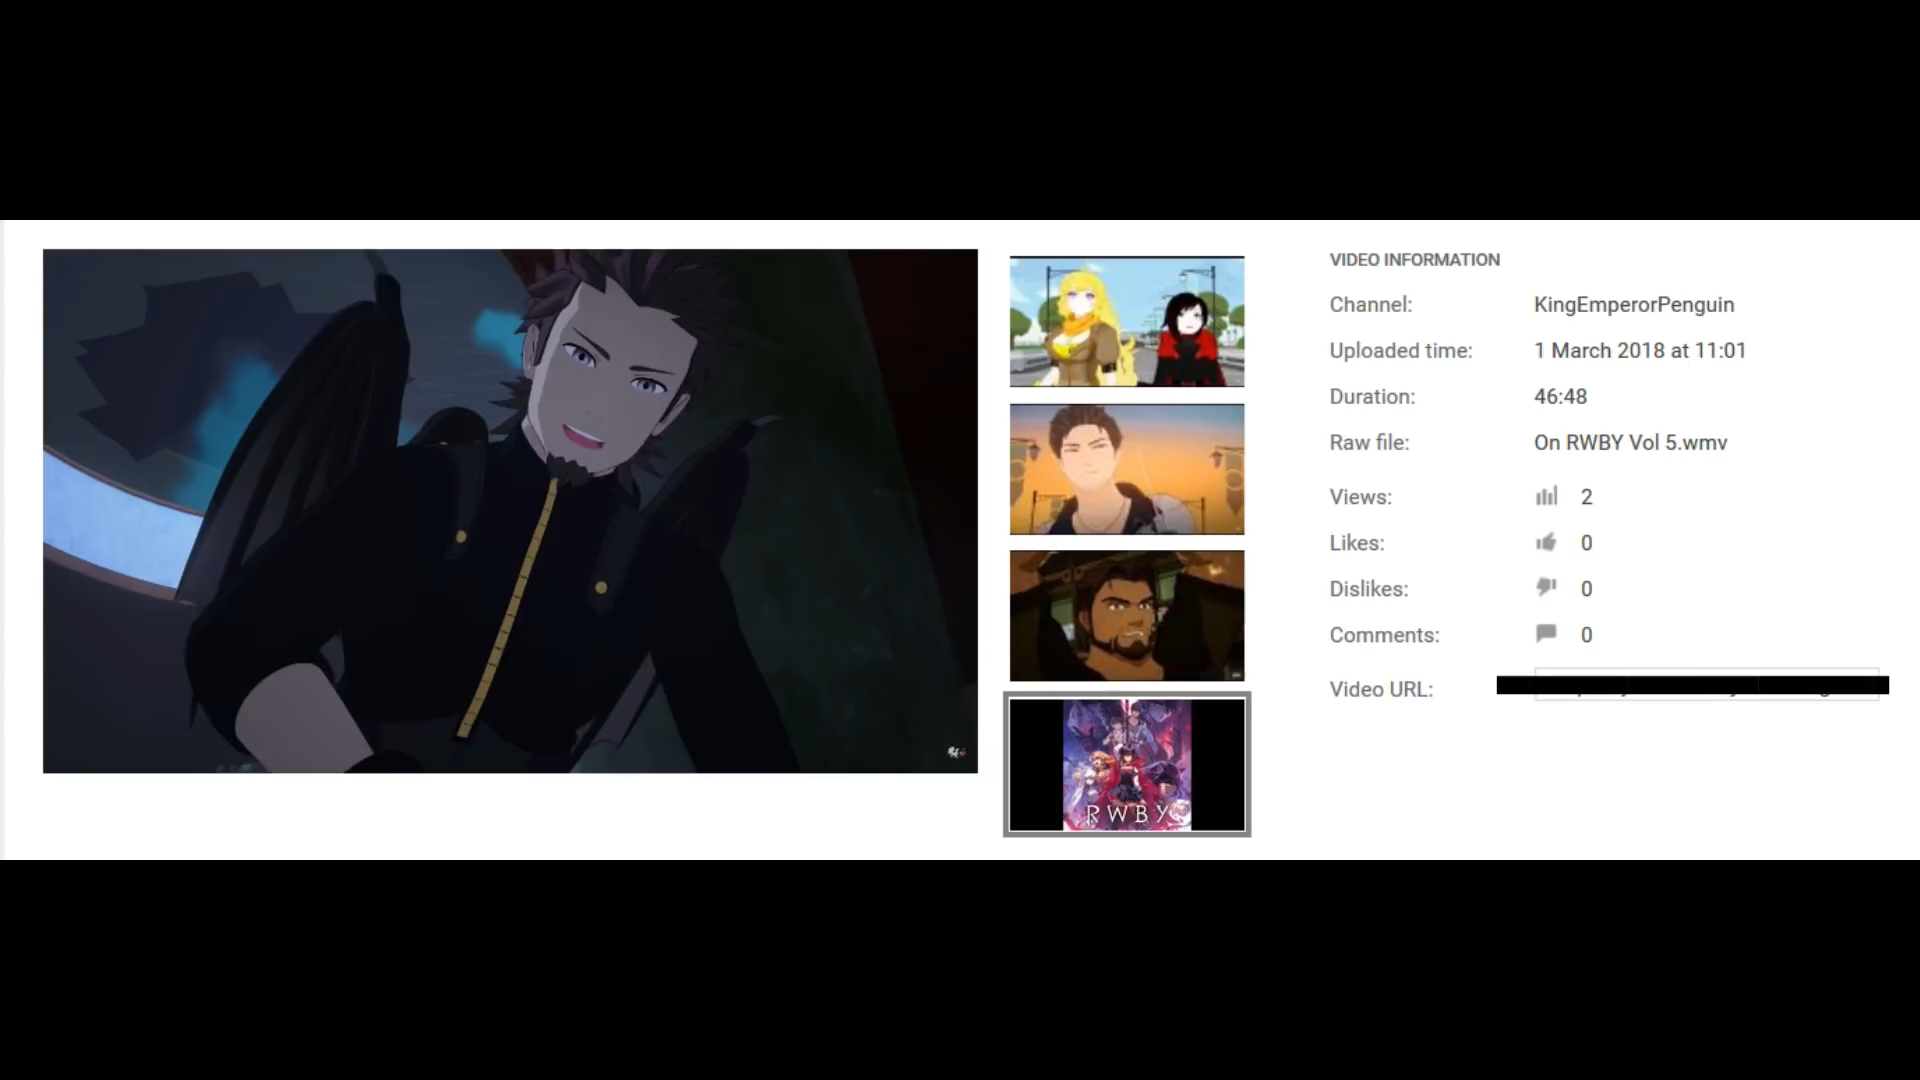 VIDEO INFORMATION
Channel: KingEmperorPenguin
Uploaded time: 1 March 2018 at 11:01
Duration: 46:48
Raw file: On RWBY Vol 5.wmv
Views: 2
Likes: 0
Dislikes: 0
Comments: 0
Video URL:
RWBY